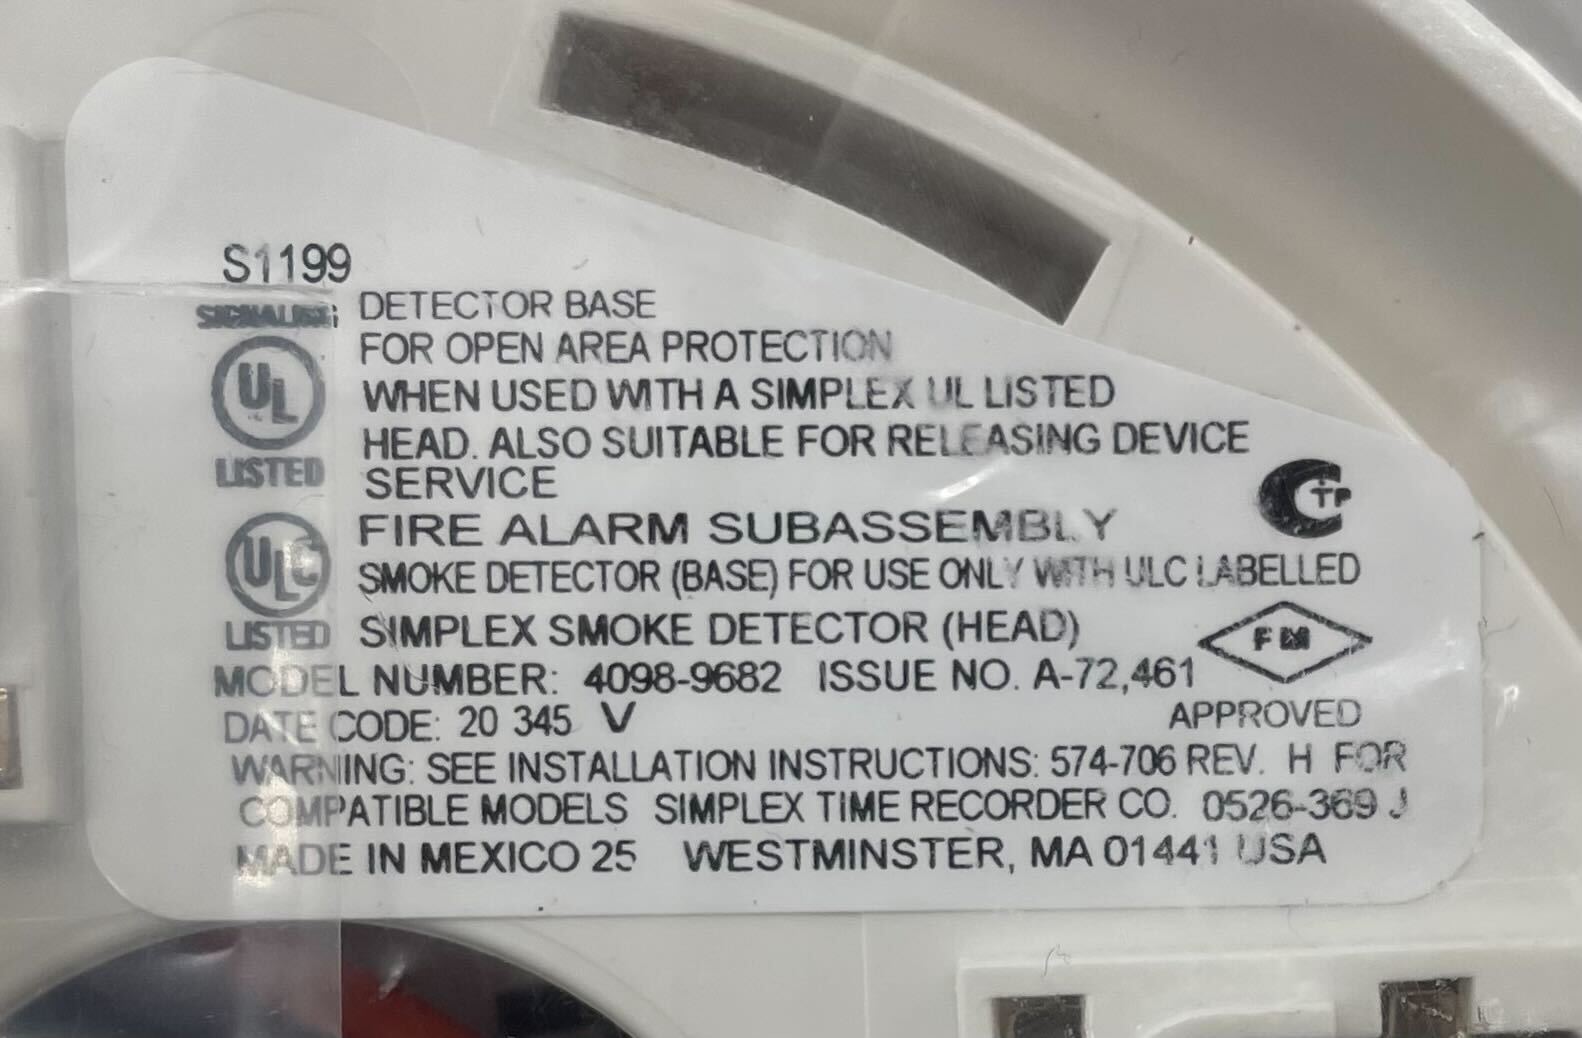 S1199
SIGNALING
DETECTOR BASE
FOR OPEN AREA PROTECTION
WHEN USED WITH A SIMPLEX UL LISTED
HEAD. ALSO SUITABLE FOR RELEASING DEVICE
SERVICE
UL
LISTED
FIRE ALARM SUBASSEMBLY
SMOKE DETECTOR (BASE) FOR USE ONLY WITH ULC LABELLED
SIMPLEX SMOKE DETECTOR (HEAD)
ULC
LISTED
CTP
FM
APPROVED
MODEL NUMBER: 4098-9682 ISSUE NO. A-72,461
DATE CODE: 20 345 V
WARNING: SEE INSTALLATION INSTRUCTIONS: 574-706 REV. H FOR
COMPATIBLE MODELS SIMPLEX TIME RECORDER CO. 0526-369 J
MADE IN MEXICO 25 WESTMINSTER, MA 01441 USA